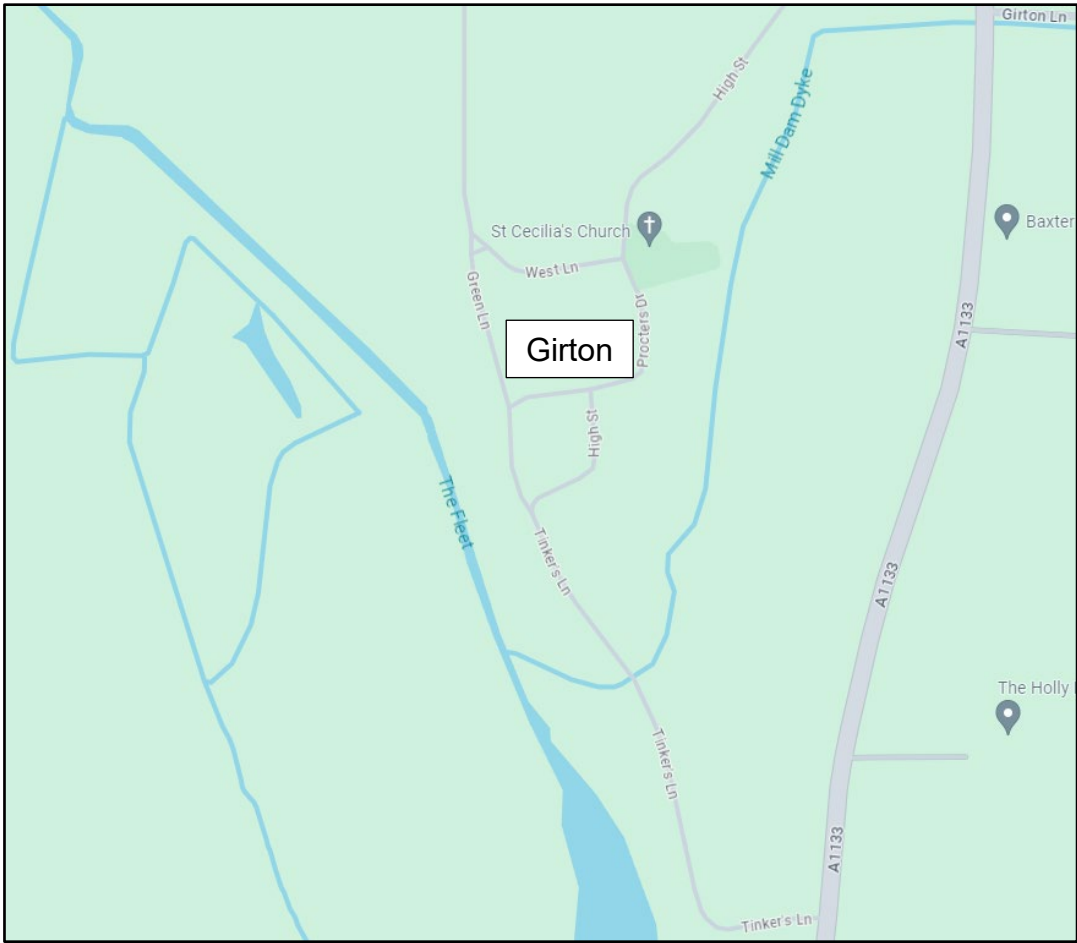 Girton Ln
High St
Mill Dam Dyke
Baxter
St Cecilia's Church
West Ln
Green Ln
Procters Dr
A1133
Girton
High St
The Fleet
Tinker's Ln
A1133
The Holly
Tinker's Ln
A1133
Tinker's Ln